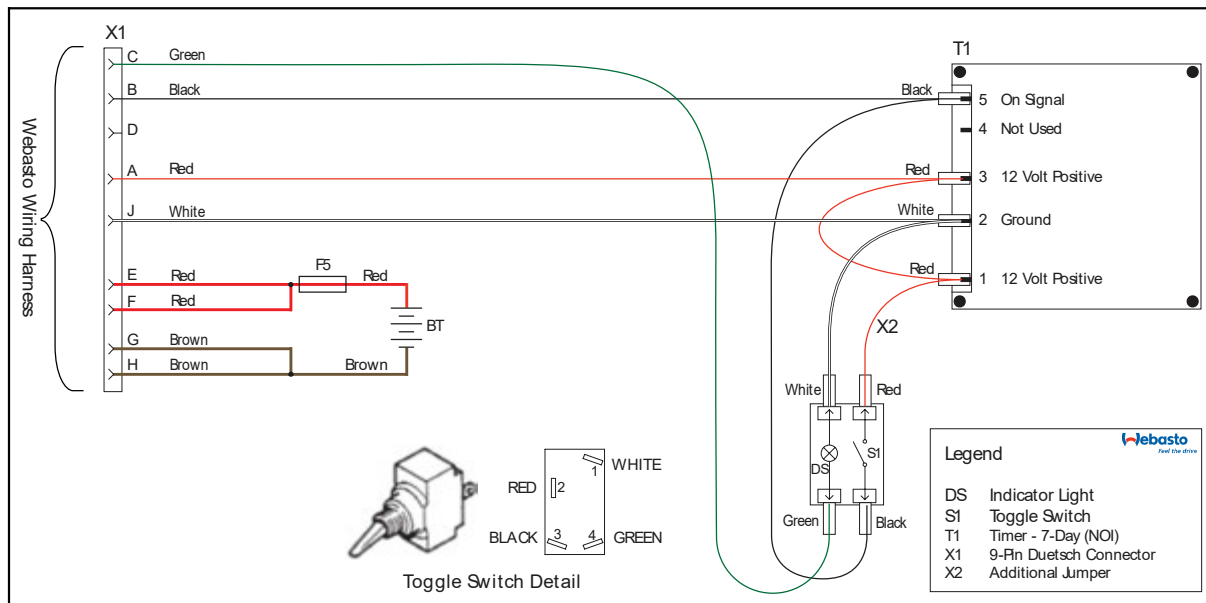 X1
C Green
B Black
D
A Red
J White
E Red
F Red
G Brown
H Brown
F5
Red
BT
Brown
Webasto Wiring Harness
T1
Black
5 On Signal
4 Not Used
Red
3 12 Volt Positive
White
2 Ground
Red
1 12 Volt Positive
X2
White
Red
DS
S1
Green
Black
1 WHITE
RED 2
BLACK 3
4 GREEN
Toggle Switch Detail
Legend
Webasto
Feel the drive
DS Indicator Light
S1 Toggle Switch
T1 Timer - 7-Day (NOI)
X1 9-Pin Duetsch Connector
X2 Additional Jumper